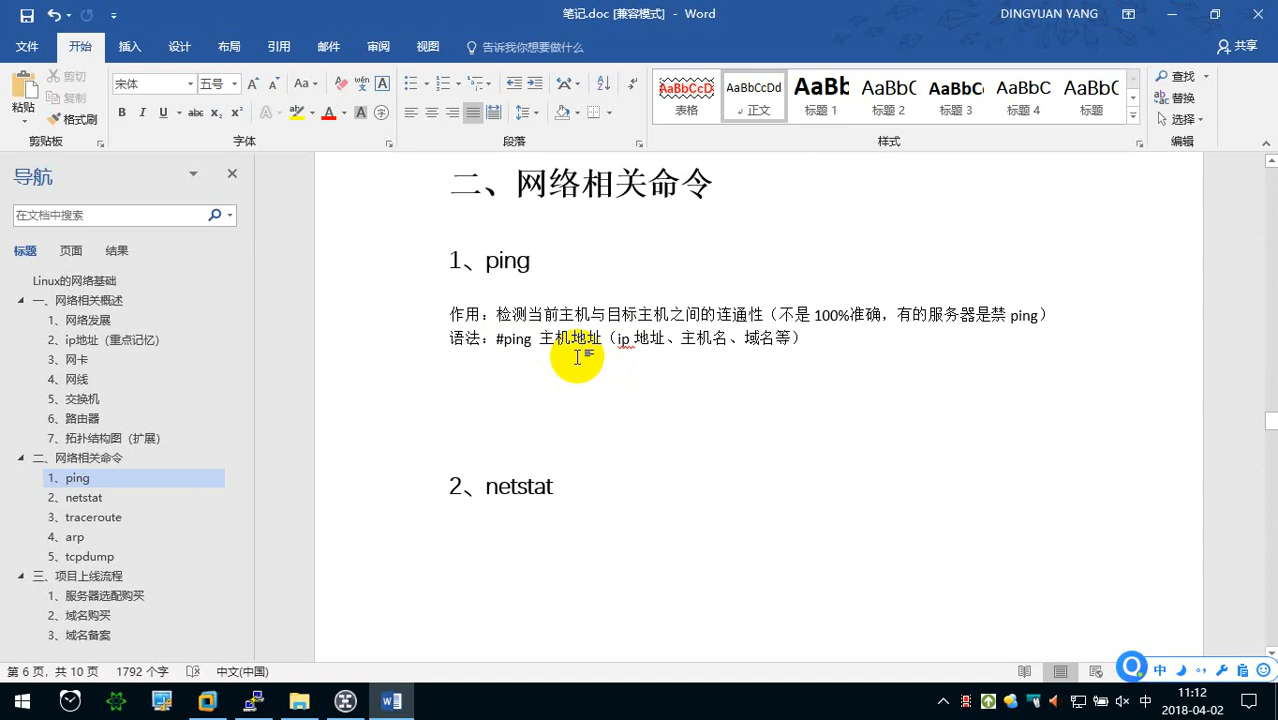 笔记.doc [兼容模式] - Word
DINGYUAN YANG
文件 开始 插入 设计 布局 引用 邮件 审阅 视图 告诉我你想要做什么 共享
粘贴 剪切 复制 格式刷
宋体 五号
AaBbCcD 表格
AaBbCcDd 正文
AaBb 标题 1
AaBbC 标题 2
AaBbC 标题 3
AaBbC 标题 4
AaBbC 标题
查找
替换
选择
剪贴板 字体 段落 样式 编辑
导航
在文档中搜索
标题 页面 结果
Linux的网络基础
一、网络相关概述
1、网络发展
2、ip地址（重点记忆）
3、网卡
4、网线
5、交换机
6、路由器
7、拓扑结构图（扩展）
二、网络相关命令
1、ping
2、netstat
3、traceroute
4、arp
5、tcpdump
三、项目上线流程
1、服务器选配购买
2、域名购买
3、域名备案
二、网络相关命令
1、ping
作用：检测当前主机与目标主机之间的连通性（不是 100%准确，有的服务器是禁 ping）
语法：#ping 主机地址（ip 地址、主机名、域名等）
2、netstat
第 6 页，共 10 页 1792 个字 中文(中国)
中
中
11:12
2018-04-02